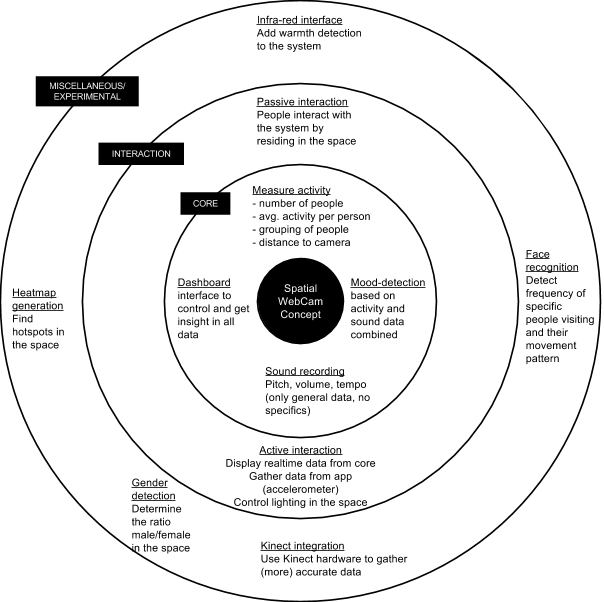 Infra-red interface
Add warmth detection
to the system
MISCELLANEOUS/
EXPERIMENTAL
Passive interaction
People interact with
the system by
residing in the space
INTERACTION
Measure activity
- number of people
- avg. activity per person
- grouping of people
- distance to camera
CORE
Face
recognition
Detect
frequency of
specific
people visiting
and their
movement
pattern
Dashboard
interface to
control and get
insight in all
data
Spatial
WebCam
Concept
Mood-detection
based on
activity and
sound data
combined
Heatmap
generation
Find
hotspots in
the space
Sound recording
Pitch, volume, tempo
(only general data, no
specifics)
Active interaction
Display realtime data from core
Gather data from app
(accelerometer)
Control lighting in the space
Gender
detection
Determine
the ratio
male/female
in the space
Kinect integration
Use Kinect hardware to gather
(more) accurate data